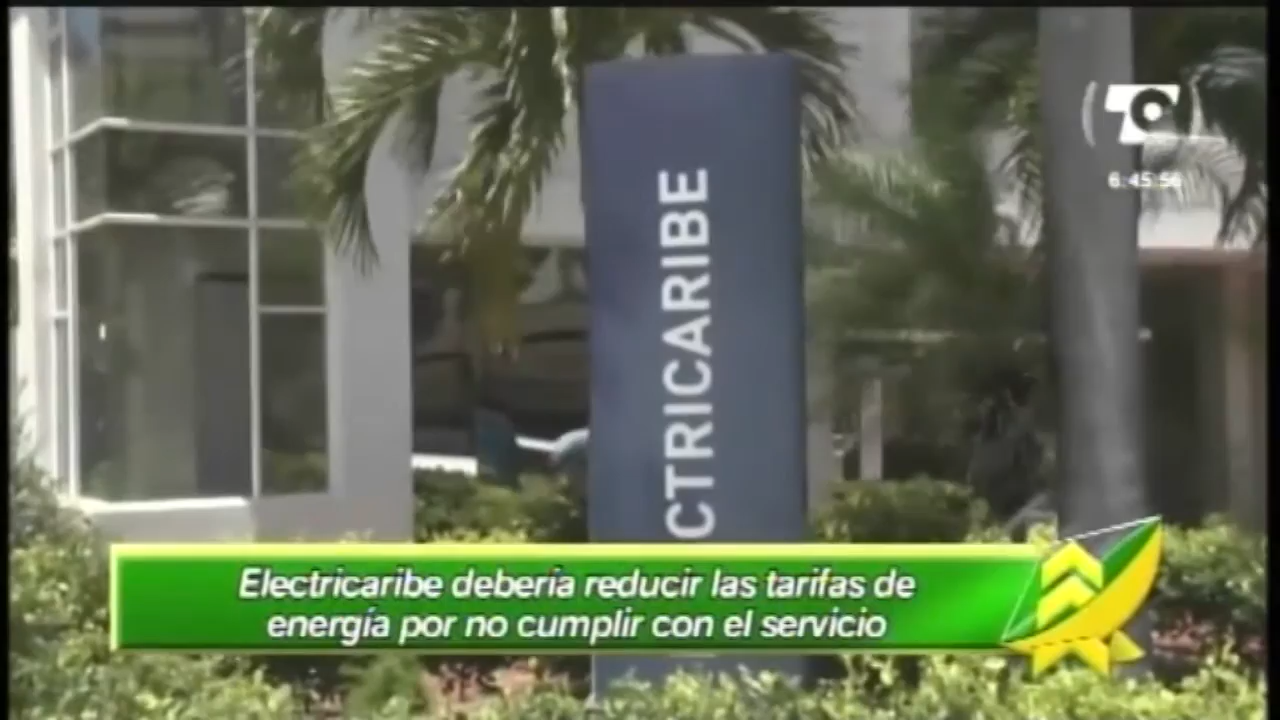 CTRICARIBE
6:45:56
Electricaribe debería reducir las tarifas de
energía por no cumplir con el servicio